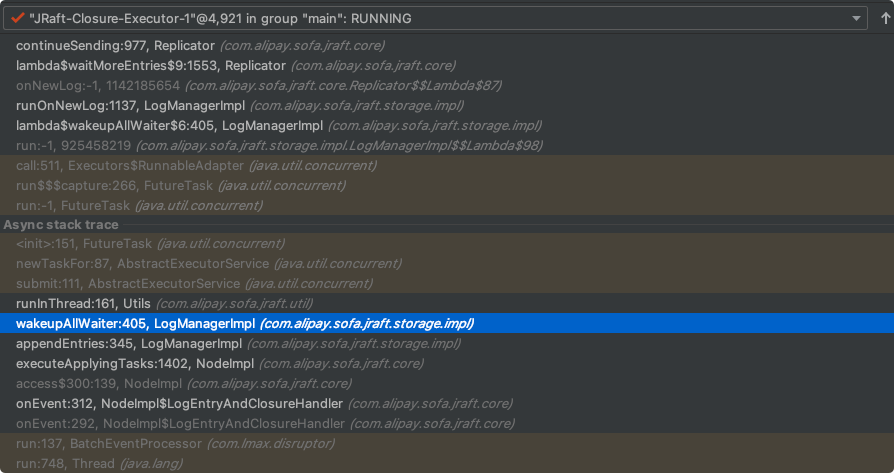 "JRaft-Closure-Executor-1"@4,921 in group "main": RUNNING
continueSending:977, Replicator (com.alipay.sofa.jraft.core)
lambda$waitMoreEntries$9:1553, Replicator (com.alipay.sofa.jraft.core)
onNewLog:-1, 1142185654 (com.alipay.sofa.jraft.core.Replicator$$Lambda$87)
runOnNewLog:1137, LogManagerImpl (com.alipay.sofa.jraft.storage.impl)
lambda$wakeupAllWaiter$6:405, LogManagerImpl (com.alipay.sofa.jraft.storage.impl)
run:-1, 925458219 (com.alipay.sofa.jraft.storage.impl.LogManagerImpl$$Lambda$98)
call:511, Executors$RunnableAdapter (java.util.concurrent)
run$$$capture:266, FutureTask (java.util.concurrent)
run:-1, FutureTask (java.util.concurrent)
Async stack trace
<init>:151, FutureTask (java.util.concurrent)
newTaskFor:87, AbstractExecutorService (java.util.concurrent)
submit:111, AbstractExecutorService (java.util.concurrent)
runInThread:161, Utils (com.alipay.sofa.jraft.util)
wakeupAllWaiter:405, LogManagerImpl (com.alipay.sofa.jraft.storage.impl)
appendEntries:345, LogManagerImpl (com.alipay.sofa.jraft.storage.impl)
executeApplyingTasks:1402, NodeImpl (com.alipay.sofa.jraft.core)
access$300:139, NodeImpl (com.alipay.sofa.jraft.core)
onEvent:312, NodeImpl$LogEntryAndClosureHandler (com.alipay.sofa.jraft.core)
onEvent:292, NodeImpl$LogEntryAndClosureHandler (com.alipay.sofa.jraft.core)
run:137, BatchEventProcessor (com.lmax.disruptor)
run:748, Thread (java.lang)